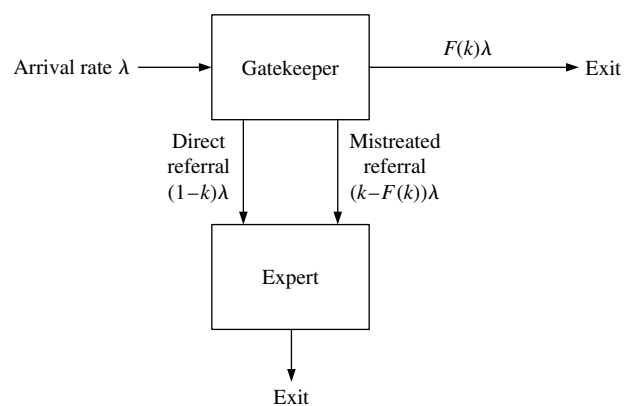 F(k)λ
Arrival rate λ
Gatekeeper
Exit
Direct
referral
(1–k)λ
Mistreated
referral
(k–F(k))λ
Expert
Exit